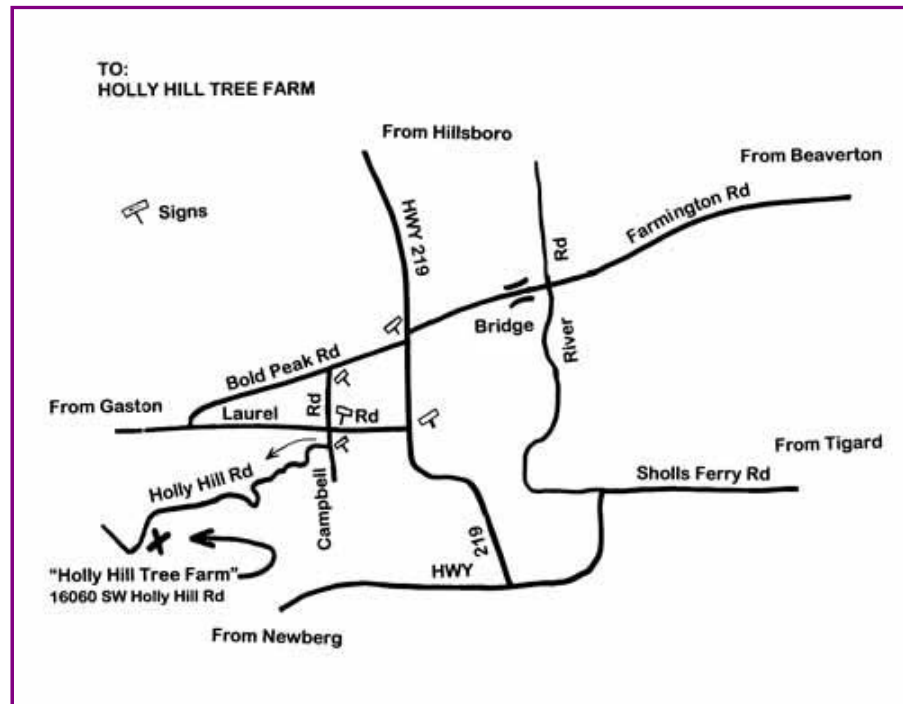 TO:
HOLLY HILL TREE FARM
From Hillsboro
From Beaverton
Signs
HWY 219
Rd
Farmington Rd
Bridge
River
Bold Peak Rd
From Gaston
Laurel
Rd
Rd
From Tigard
Sholls Ferry Rd
Holly Hill Rd
Campbell
219
HWY
"Holly Hill Tree Farm"
16060 SW Holly Hill Rd
From Newberg